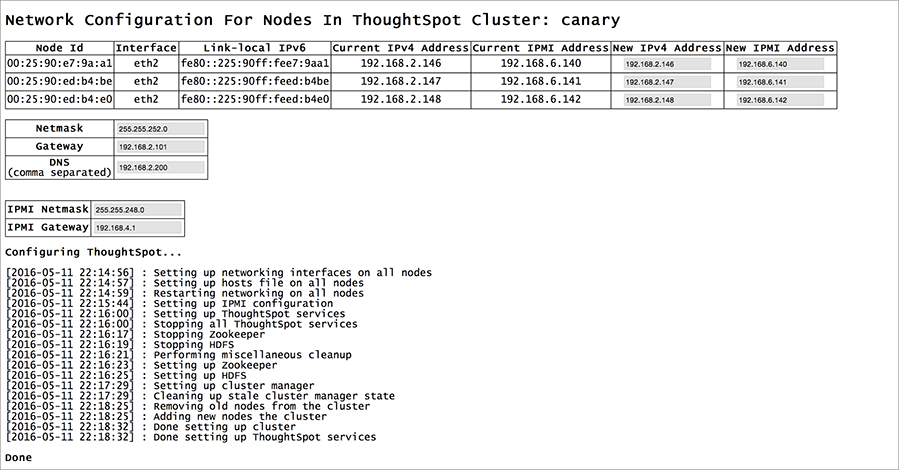 Network Configuration For Nodes In ThoughtSpot Cluster: canary
Node Id Interface Link-local IPv6 Current IPv4 Address Current IPMI Address New IPv4 Address New IPMI Address
00:25:90:e7:9a:a1 eth2 fe80::225:90ff:fee7:9aa1 192.168.2.146 192.168.6.140 192.168.2.146 192.168.6.140
00:25:90:ed:b4:be eth2 fe80::225:90ff:feed:b4be 192.168.2.147 192.168.6.141 192.168.2.147 192.168.6.141
00:25:90:ed:b4:e0 eth2 fe80::225:90ff:feed:b4e0 192.168.2.148 192.168.6.142 192.168.2.148 192.168.6.142
Netmask 255.255.252.0
Gateway 192.168.2.101
DNS
(comma separated) 192.168.2.200
IPMI Netmask 255.255.248.0
IPMI Gateway 192.168.4.1
Configuring ThoughtSpot...
[2016-05-11 22:14:56] : Setting up networking interfaces on all nodes
[2016-05-11 22:14:57] : Setting up hosts file on all nodes
[2016-05-11 22:14:59] : Restarting networking on all nodes
[2016-05-11 22:15:44] : Setting up IPMI configuration
[2016-05-11 22:16:00] : Setting up ThoughtSpot services
[2016-05-11 22:16:00] : Stopping all ThoughtSpot services
[2016-05-11 22:16:17] : Stopping Zookeeper
[2016-05-11 22:16:19] : Stopping HDFS
[2016-05-11 22:16:21] : Performing miscellaneous cleanup
[2016-05-11 22:16:23] : Setting up Zookeeper
[2016-05-11 22:16:25] : Setting up HDFS
[2016-05-11 22:17:29] : Setting up cluster manager
[2016-05-11 22:17:29] : Cleaning up stale cluster manager state
[2016-05-11 22:18:25] : Removing old nodes from the cluster
[2016-05-11 22:18:25] : Adding new nodes the cluster
[2016-05-11 22:18:32] : Done setting up cluster
[2016-05-11 22:18:32] : Done setting up ThoughtSpot services
Done